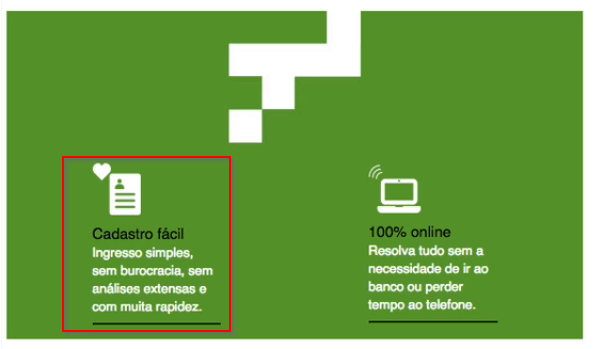 Cadastro fácil
Ingresso simples,
sem burocracia, sem
análises extensas e
com muita rapidez.
100% online
Resolva tudo sem a
necessidade de ir ao
banco ou perder
tempo ao telefone.